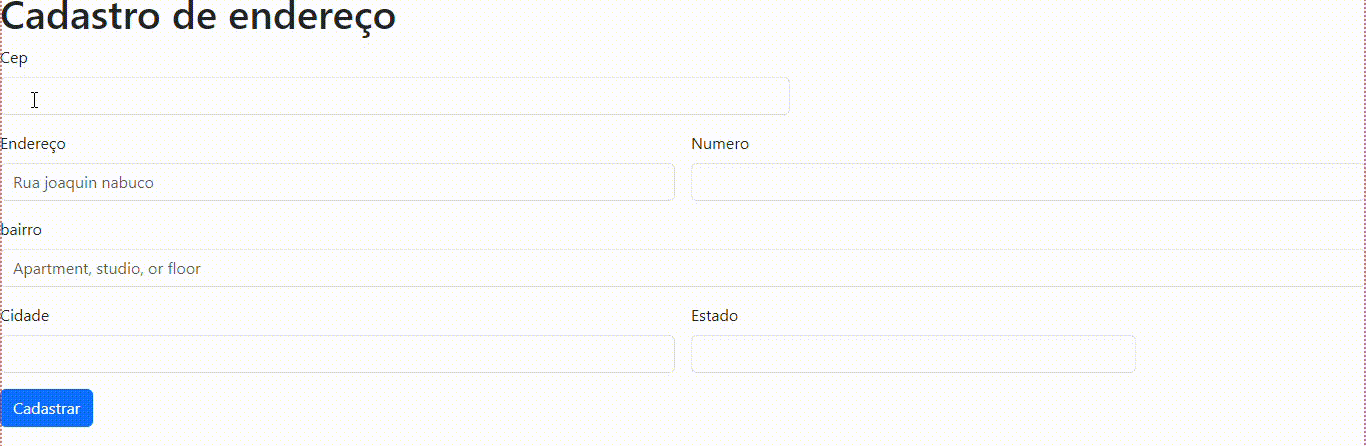 Cadastro de endereço
Cep
Endereço Numero
Rua joaquin nabuco
bairro
Apartment, studio, or floor
Cidade Estado
Cadastrar